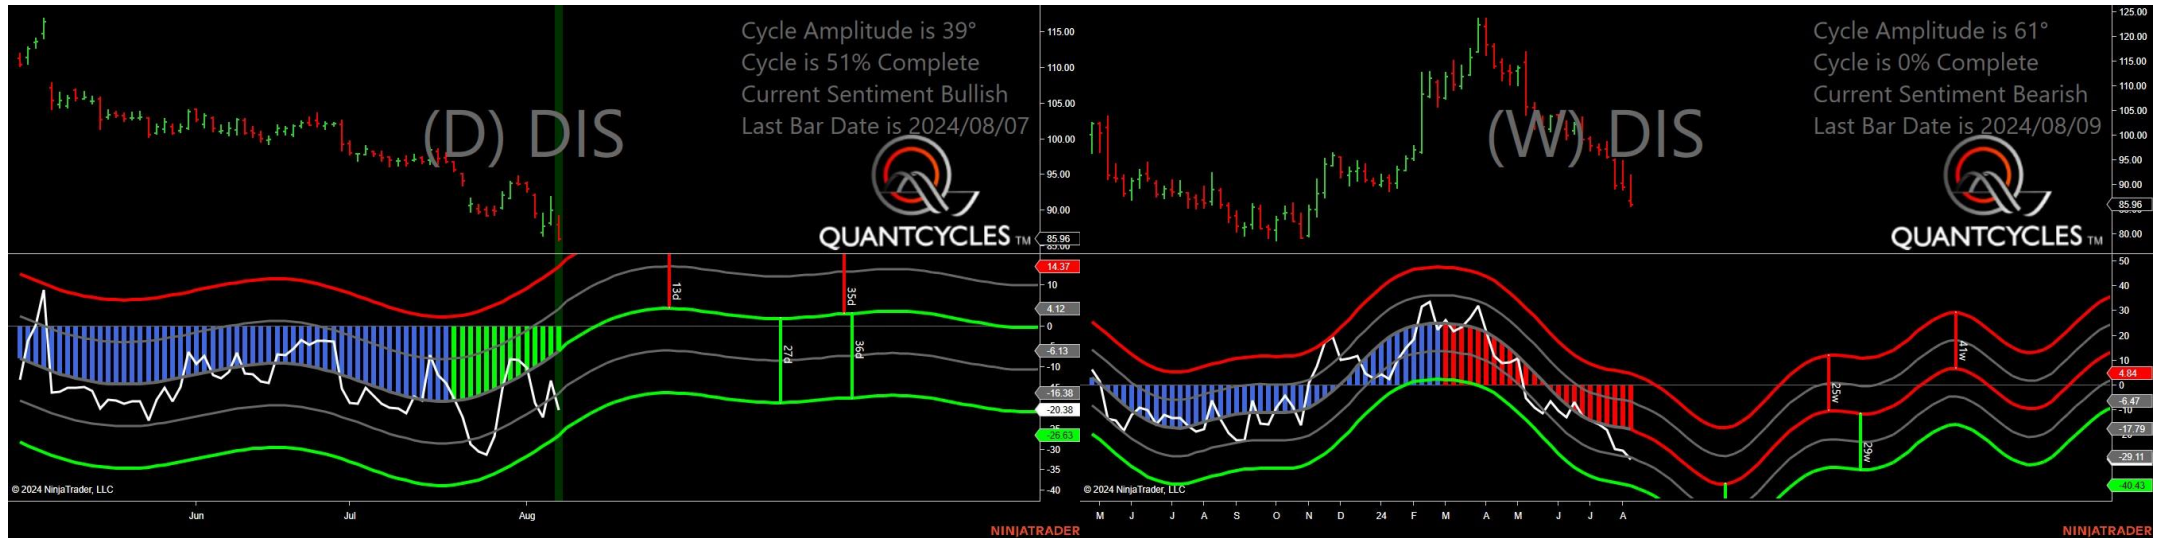 Cycle Amplitude is 39°
Cycle is 51% Complete
Current Sentiment Bullish
Last Bar Date is 2024/08/07
(D) DIS
QUANTCYCLES TM
115.00
110.00
105.00
100.00
95.00
90.00
85.96
14.37
10
4.12
0
-6.13
-10
-16.38
-20.38
-26.63
-30
-35
-40
13d
35d
27d
36d
© 2024 NinjaTrader, LLC
Jun
Jul
Aug
NINJATRADER
Cycle Amplitude is 61°
Cycle is 0% Complete
Current Sentiment Bearish
Last Bar Date is 2024/08/09
(W) DIS
QUANTCYCLES TM
125.00
120.00
115.00
110.00
105.00
100.00
95.00
90.00
85.96
80.00
50
40
30
20
10
4.84
0
-6.47
-10
-17.79
-29.11
-40.43
25w
29w
41w
© 2024 NinjaTrader, LLC
M J J A S O N D 24 F M A M J J A
NINJATRADER